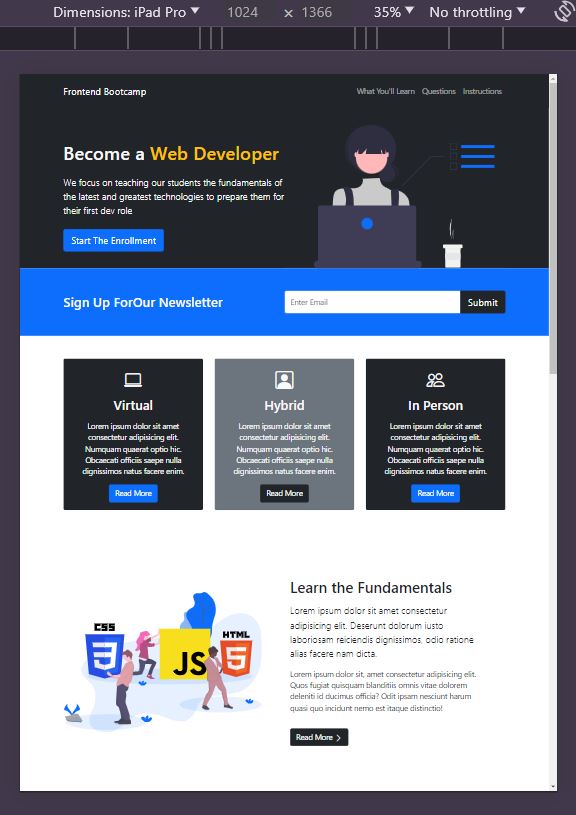 Dimensions: iPad Pro ▼ 1024 × 1366 35% ▼ No throttling ▼
Frontend Bootcamp What You'll Learn Questions Instructions
Become a Web Developer
We focus on teaching our students the fundamentals of
the latest and greatest technologies to prepare them for
their first dev role
Start The Enrollment
Sign Up ForOur Newsletter Enter Email Submit
Virtual
Lorem ipsum dolor sit amet
consectetur adipisicing elit.
Numquam quaerat optio hic.
Obcaecati officiis saepe nulla
dignissimos natus facere enim.
Read More
Hybrid
Lorem ipsum dolor sit amet
consectetur adipisicing elit.
Numquam quaerat optio hic.
Obcaecati officiis saepe nulla
dignissimos natus facere enim.
Read More
In Person
Lorem ipsum dolor sit amet
consectetur adipisicing elit.
Numquam quaerat optio hic.
Obcaecati officiis saepe nulla
dignissimos natus facere enim.
Read More
CSS
JS
HTML
Learn the Fundamentals
Lorem ipsum dolor sit amet consectetur
adipisicing elit. Deserunt dolorum iusto
laboriosam reiciendis dignissimos, odio ratione
alias facere nam dicta.
Lorem ipsum dolor sit, amet consectetur adipisicing elit.
Quos fugiat quisquam blanditiis omnis vitae dolorem
deleniti id ducimus officia? Odit ipsam nesciunt harum
quasi quo incidunt nemo est itaque distinctio!
Read More >